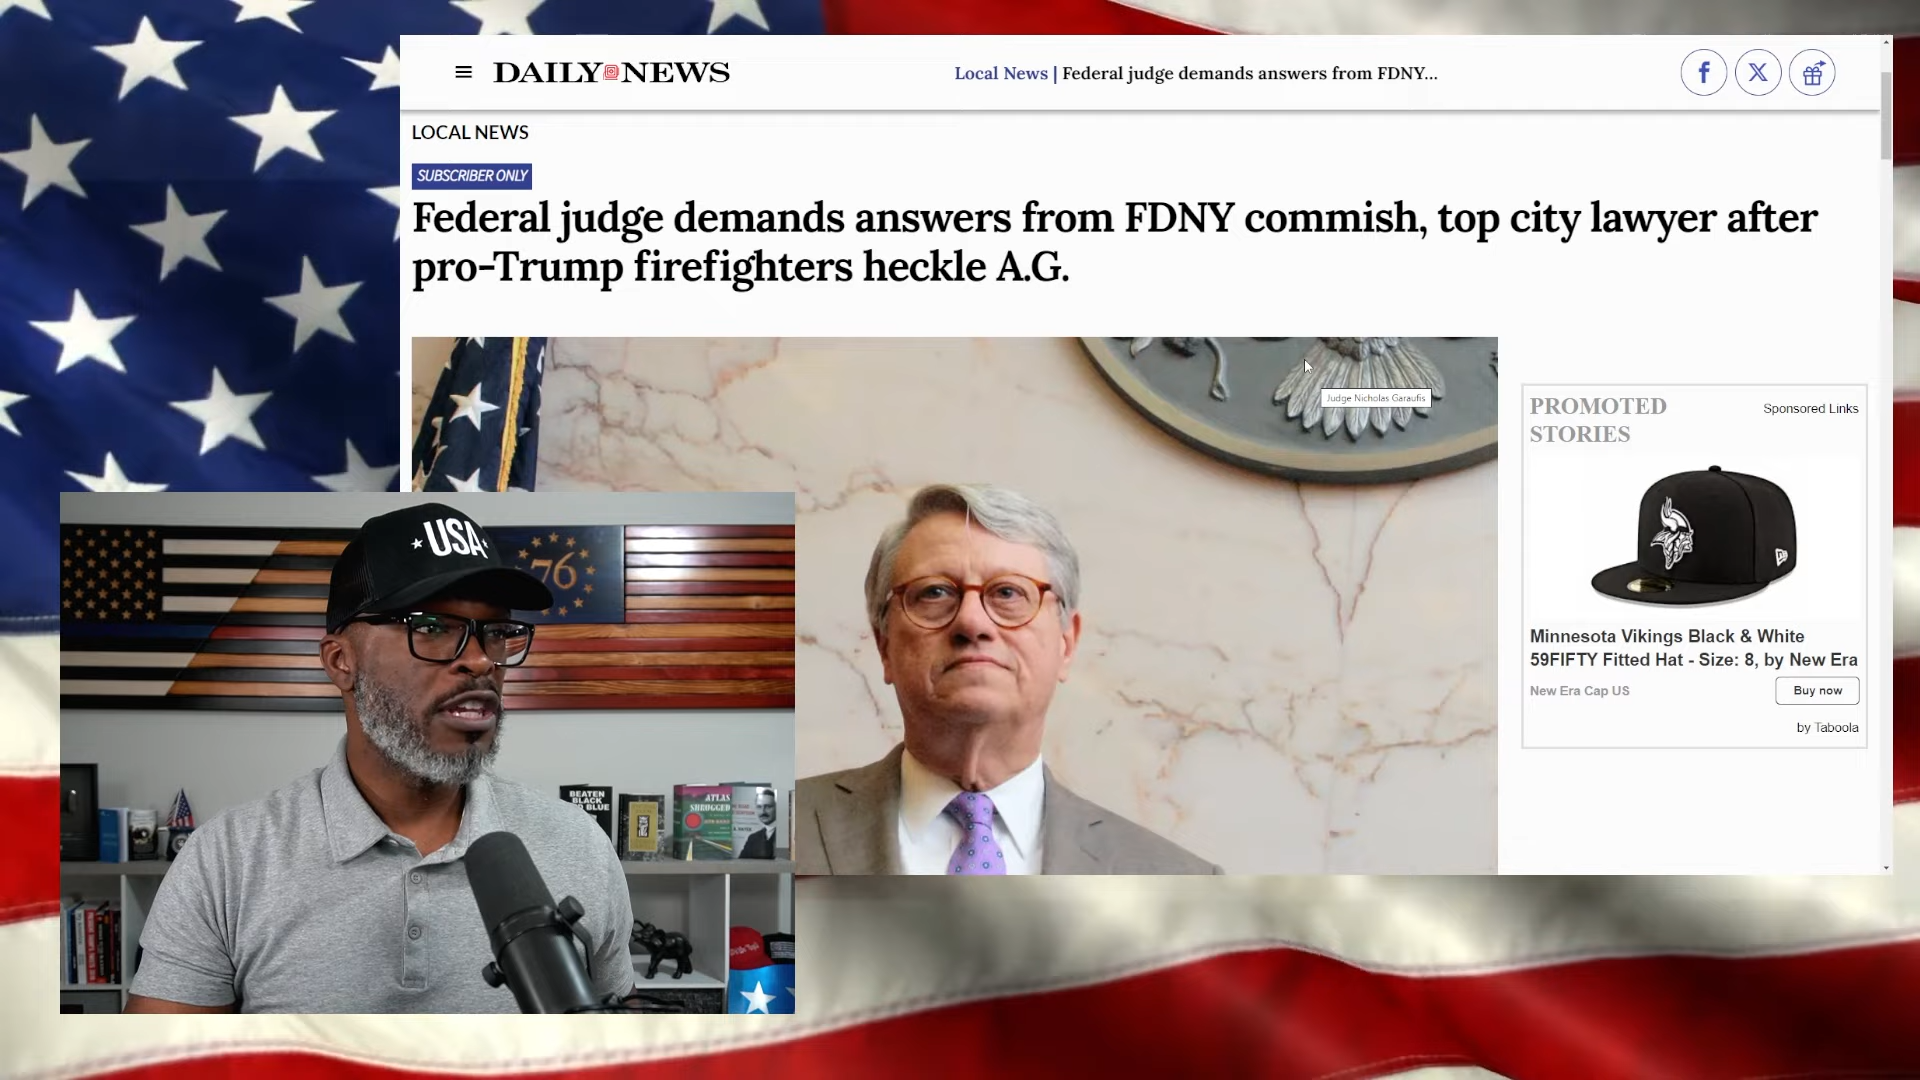 DAILY NEWS
Local News | Federal judge demands answers from FDNY...
LOCAL NEWS
SUBSCRIBER ONLY
Federal judge demands answers from FDNY commish, top city lawyer after
pro-Trump firefighters heckle A.G.
Judge Nicholas Garaufis
PROMOTED
STORIES
Sponsored Links
Minnesota Vikings Black & White
59FIFTY Fitted Hat - Size: 8, by New Era
New Era Cap US
Buy now
by Taboola
USA
76
BEATEN
BLACK
BLUE
ATLAS
SHRUGGED